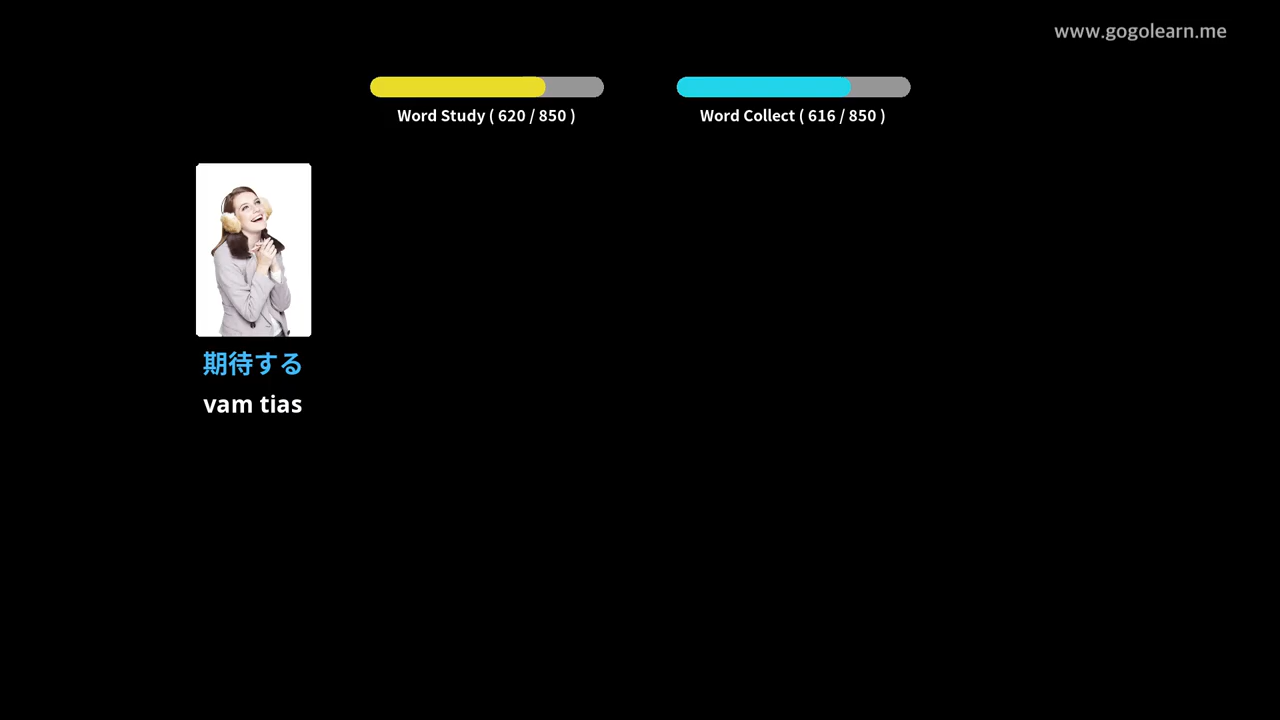 www.gogolearn.me
Word Study ( 620 / 850 )
Word Collect ( 616 / 850 )
期待する
vam tias